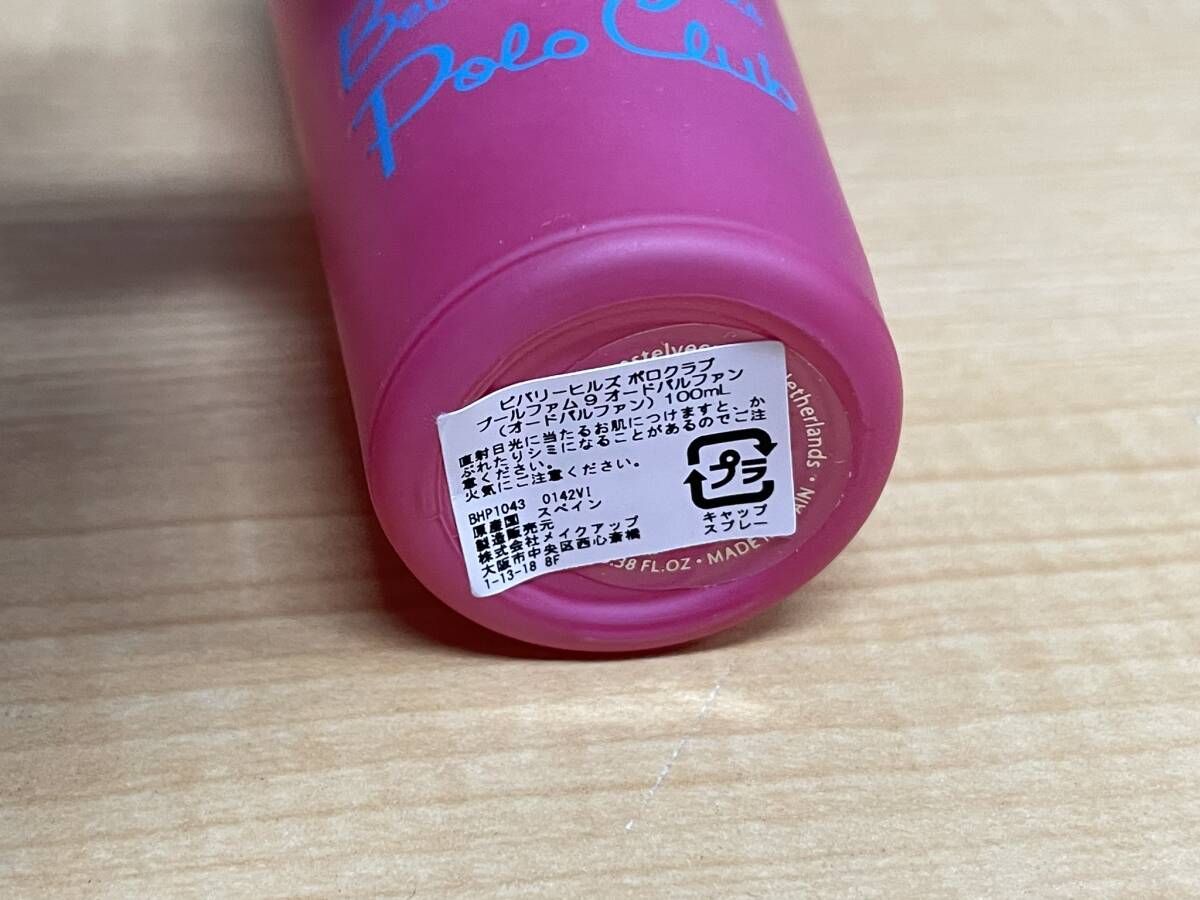 Polo Club
ビバリーヒルズ ポロクラブ
プールファム 9 オードパルファン
(オードパルファン) 100mL
直射日光に当たるお肌につけますと、か
ぶれたりシミになることがあるのでご注
意ください。
火気にご注意ください。
BHP1043 0142VI
原産国 スペイン
製造販売元
株式会社メイクアップ
大阪市中央区西心斎橋
1-13-18 8F
プラ
キャップ
スプレー
Netherlands
.38 FL.OZ · MADE IN